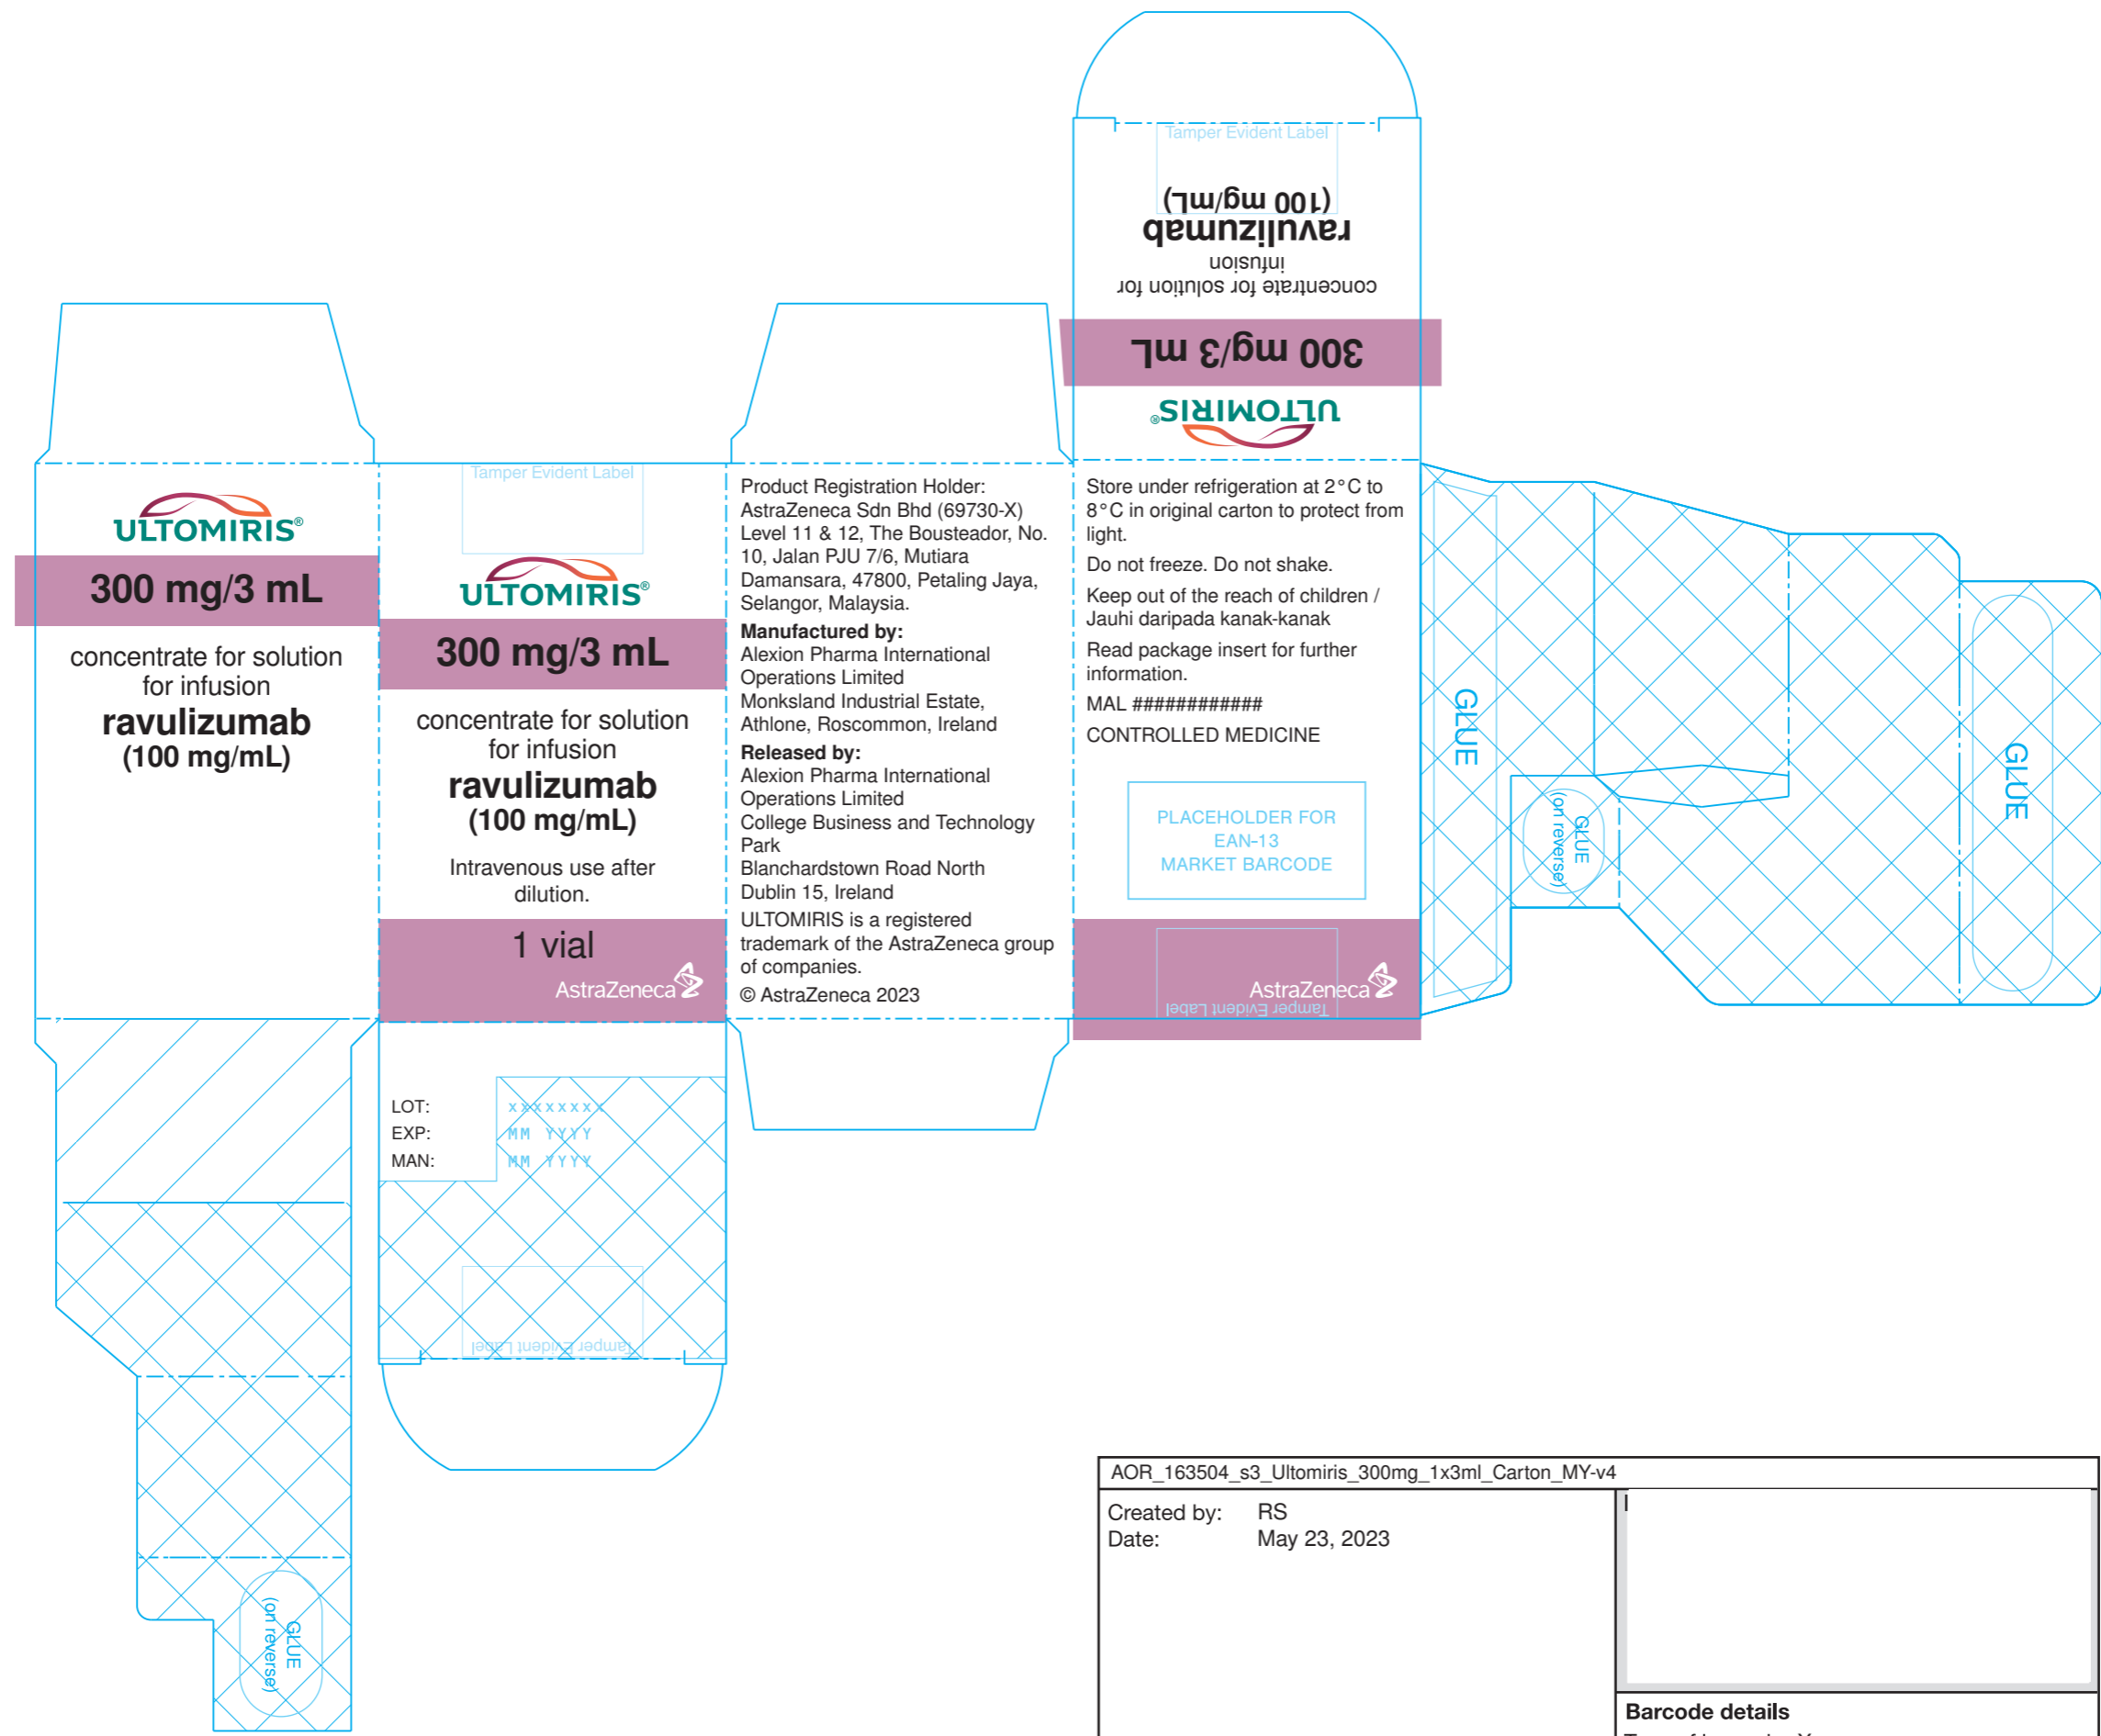 Tamper Evident Label
(100 mg/mL)
ravulizumab
infusion
concentrate for solution for
300 mg/3 mL
ULTOMIRIS®
ULTOMIRIS®
300 mg/3 mL
concentrate for solution
for infusion
ravulizumab
(100 mg/mL)
Tamper Evident Label
ULTOMIRIS®
300 mg/3 mL
concentrate for solution
for infusion
ravulizumab
(100 mg/mL)
Intravenous use after
dilution.
1 vial
AstraZeneca
Product Registration Holder:
AstraZeneca Sdn Bhd (69730-X)
Level 11 & 12, The Bousteador, No.
10, Jalan PJU 7/6, Mutiara
Damansara, 47800, Petaling Jaya,
Selangor, Malaysia.
Manufactured by:
Alexion Pharma International
Operations Limited
Monksland Industrial Estate,
Athlone, Roscommon, Ireland
Released by:
Alexion Pharma International
Operations Limited
College Business and Technology
Park
Blanchardstown Road North
Dublin 15, Ireland
ULTOMIRIS is a registered
trademark of the AstraZeneca group
of companies.
© AstraZeneca 2023
Store under refrigeration at 2°C to
8°C in original carton to protect from
light.
Do not freeze. Do not shake.
Keep out of the reach of children /
Jauhi daripada kanak-kanak
Read package insert for further
information.
MAL ############
CONTROLLED MEDICINE
PLACEHOLDER FOR
EAN-13
MARKET BARCODE
AstraZeneca
Tamper Evident Label
GLUE
GLUE
(on reverse)
GLUE
LOT: xxxxxxxx
EXP: MM YYYY
MAN: MM YYYY
Tamper Evident Label
GLUE
(on reverse)
AOR_163504_s3_Ultomiris_300mg_1x3ml_Carton_MY-v4
Created by: RS
Date: May 23, 2023
Barcode details